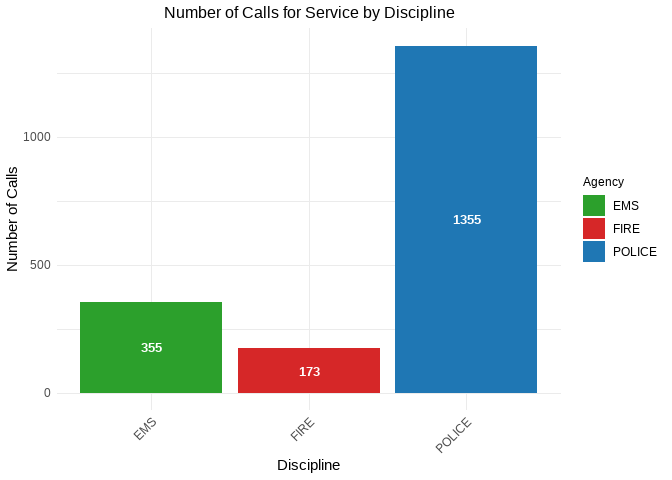 Number of Calls for Service by Discipline
Number of Calls
1000
500
0
1355
355
173
EMS
FIRE
POLICE
Discipline
Agency
EMS
FIRE
POLICE